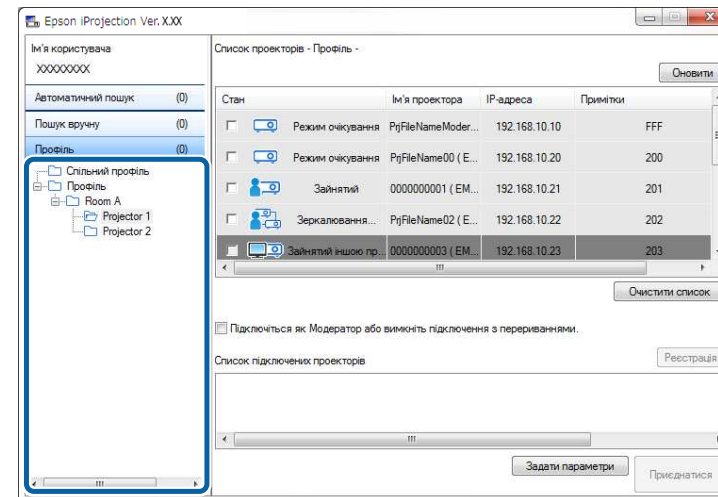 Epson iProjection Ver. X.XX
Ім'я користувача
XXXXXXXX
Автоматичний пошук (0)
Пошук вручну (0)
Профіль (0)
Спільний профіль
Профіль
Room A
Projector 1
Projector 2
Список проекторів - Профіль -
Оновити
Стан Ім'я проектора IP-адреса Примітки
Режим очікування PrjFileNameModer... 192.168.10.10 FFF
Режим очікування PrjFileName00 ( E... 192.168.10.20 200
Зайнятий 0000000001 ( EM... 192.168.10.21 201
Зеркалювання... PrjFileName02 ( E... 192.168.10.22 202
Зайнятий іншою пр... 0000000003 ( EM... 192.168.10.23 203
Очистити список
Підключіться як Модератор або вимкніть підключення з перериваннями.
Список підключених проекторів
Реєстрація
Задати параметри
Приєднатися